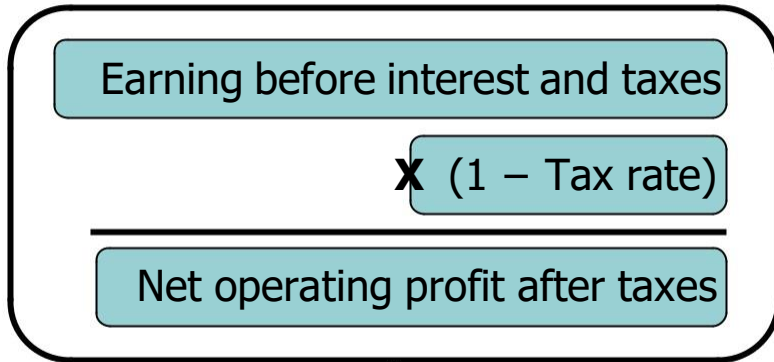 Earning before interest and taxes
X (1 − Tax rate)
Net operating profit after taxes